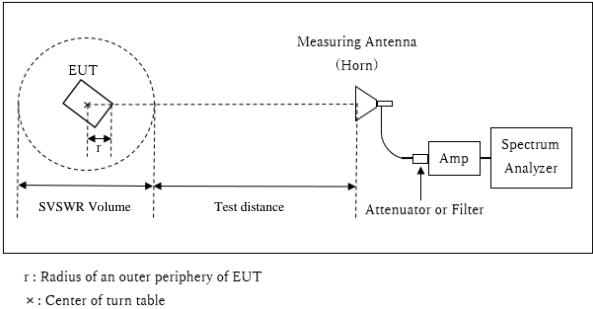 Measuring Antenna
(Horn)
EUT
r
Amp
Spectrum
Analyzer
SVSWR Volume
Test distance
Attenuator or Filter
r : Radius of an outer periphery of EUT
× : Center of turn table